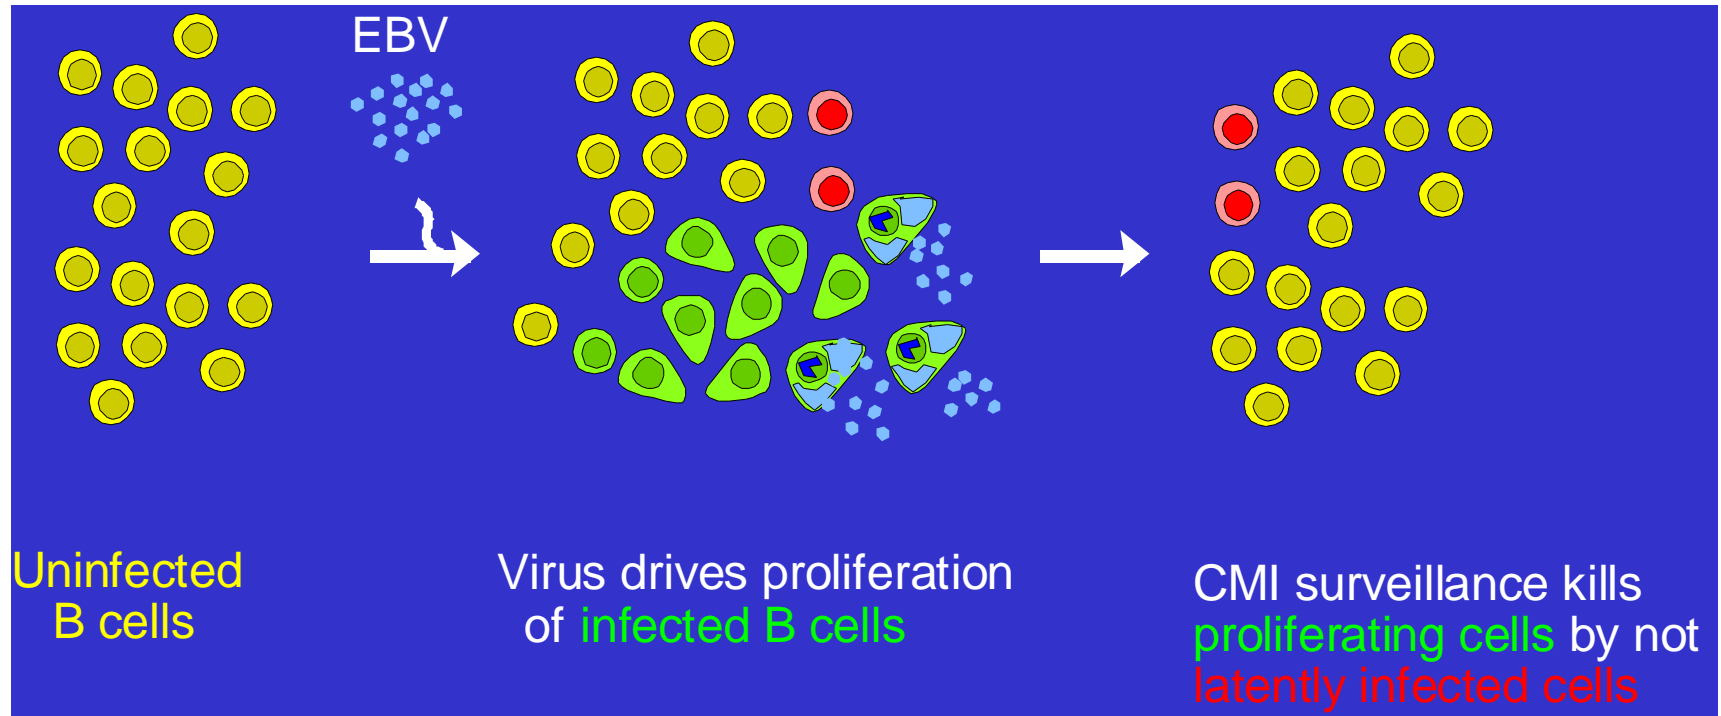 EBV
Uninfected
B cells
Virus drives proliferation
of infected B cells
CMI surveillance kills
proliferating cells by not
latently infected cells